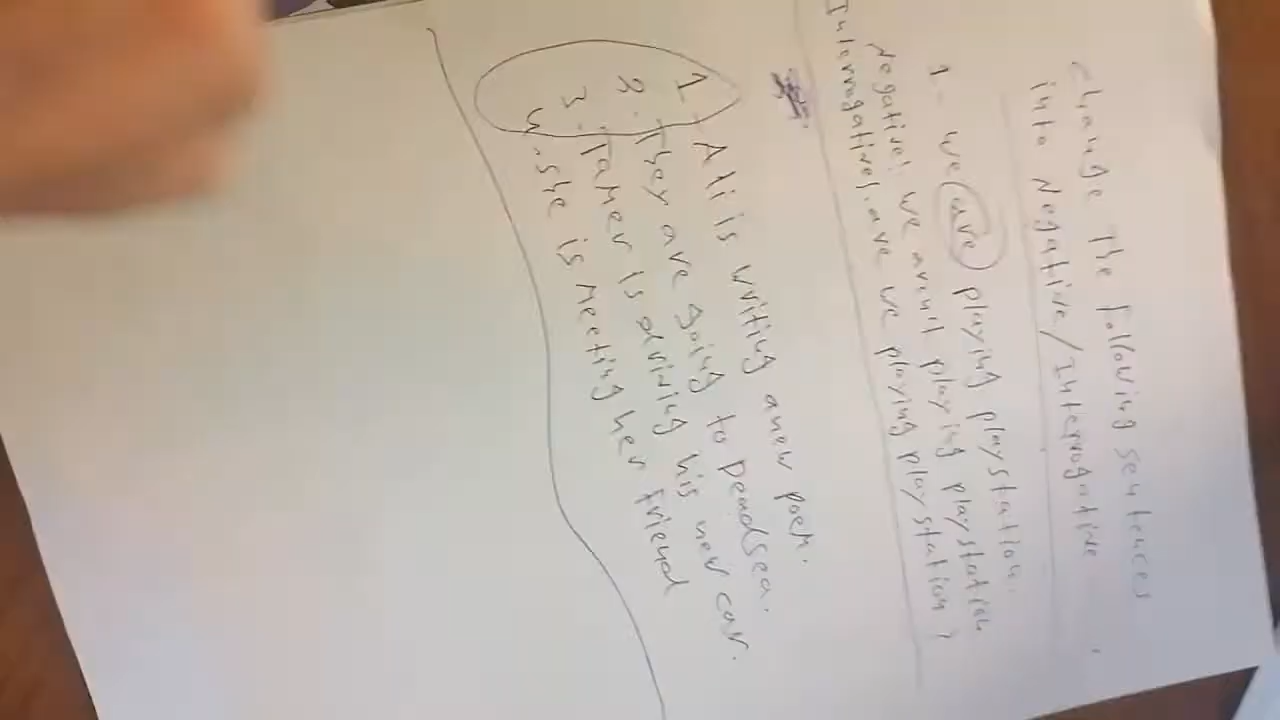 change The following sentences
into Negative/Interrogative
1- we are playing playstation.
Negative: we aren't playing playstation
Interrogative: are we playing playstation?
1- Ali is writing a new poem.
2. They are going to Deadsea.
3. Tamer is driving his new car.
4. she is meeting her friend